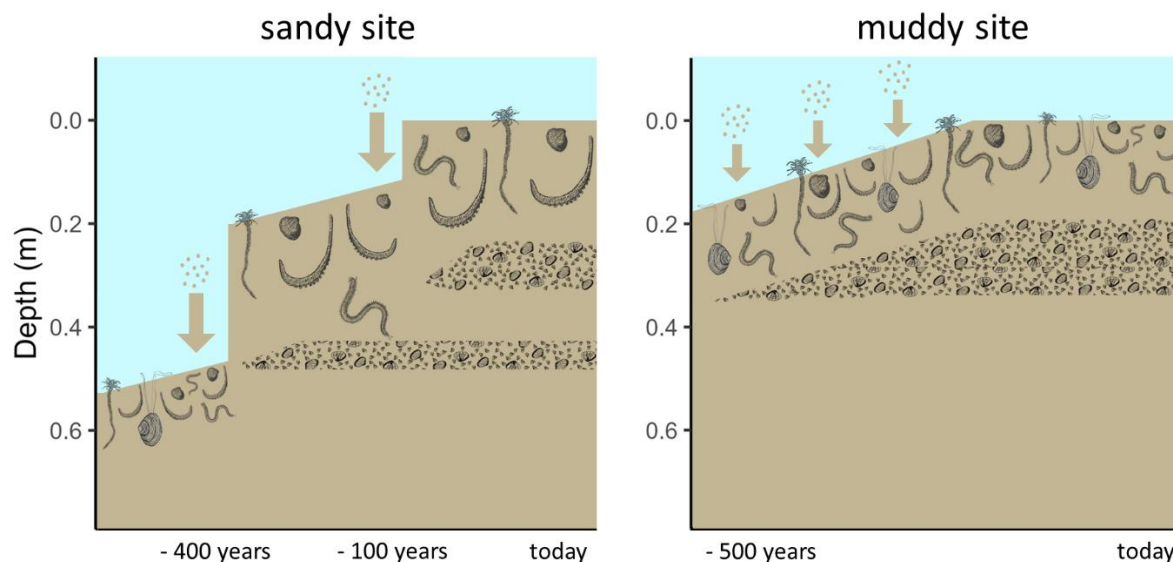 sandy site
muddy site
Depth (m)
0.0
0.2
0.4
0.6
- 400 years
- 100 years
today
0.0
0.2
0.4
0.6
- 500 years
today